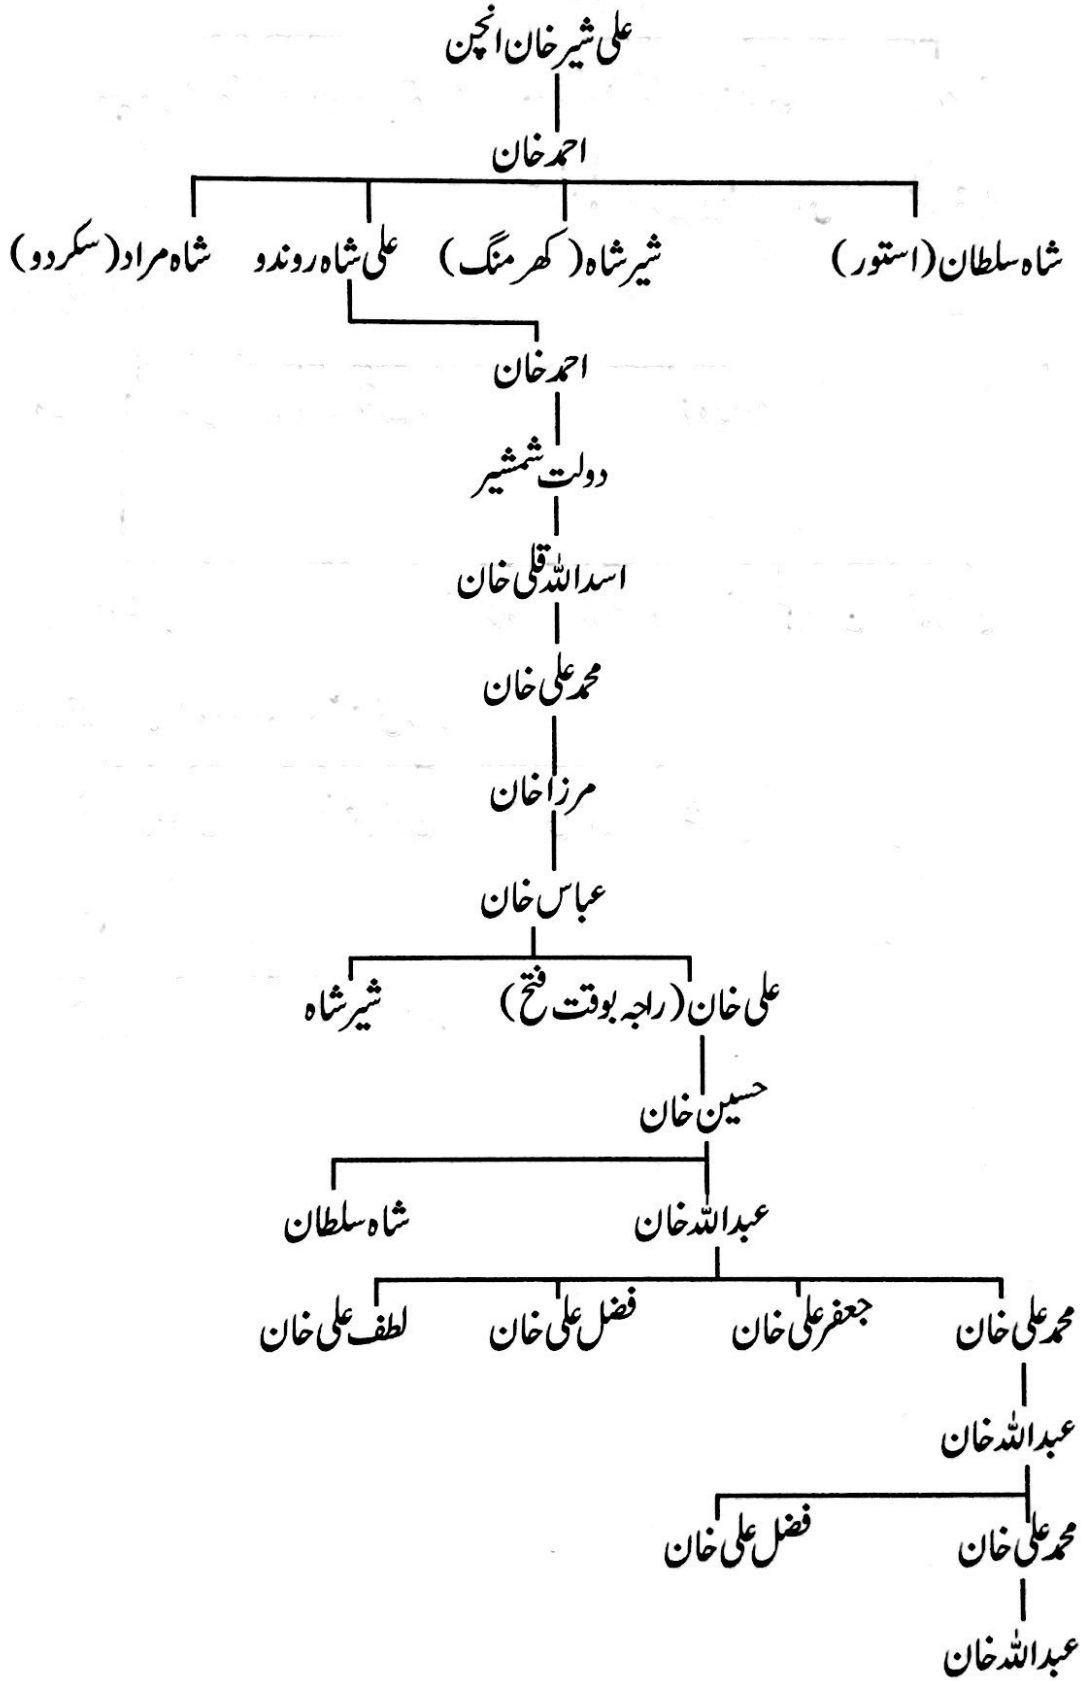 علی شیر خان انچن
احمد خان
شاہ سلطان (استور) شیر شاہ (کھرمنگ) علی شاہ روندو شاہ مراد (سکردو)
احمد خان
دولت شمشیر
اسد اللہ قلی خان
محمد علی خان
مرزا خان
عباس خان
علی خان (راجہ بوقت فتح) شیر شاہ
حسین خان
عبداللہ خان شاہ سلطان
محمد علی خان جعفر علی خان فضل علی خان لطف علی خان
عبداللہ خان
محمد علی خان فضل علی خان
عبداللہ خان